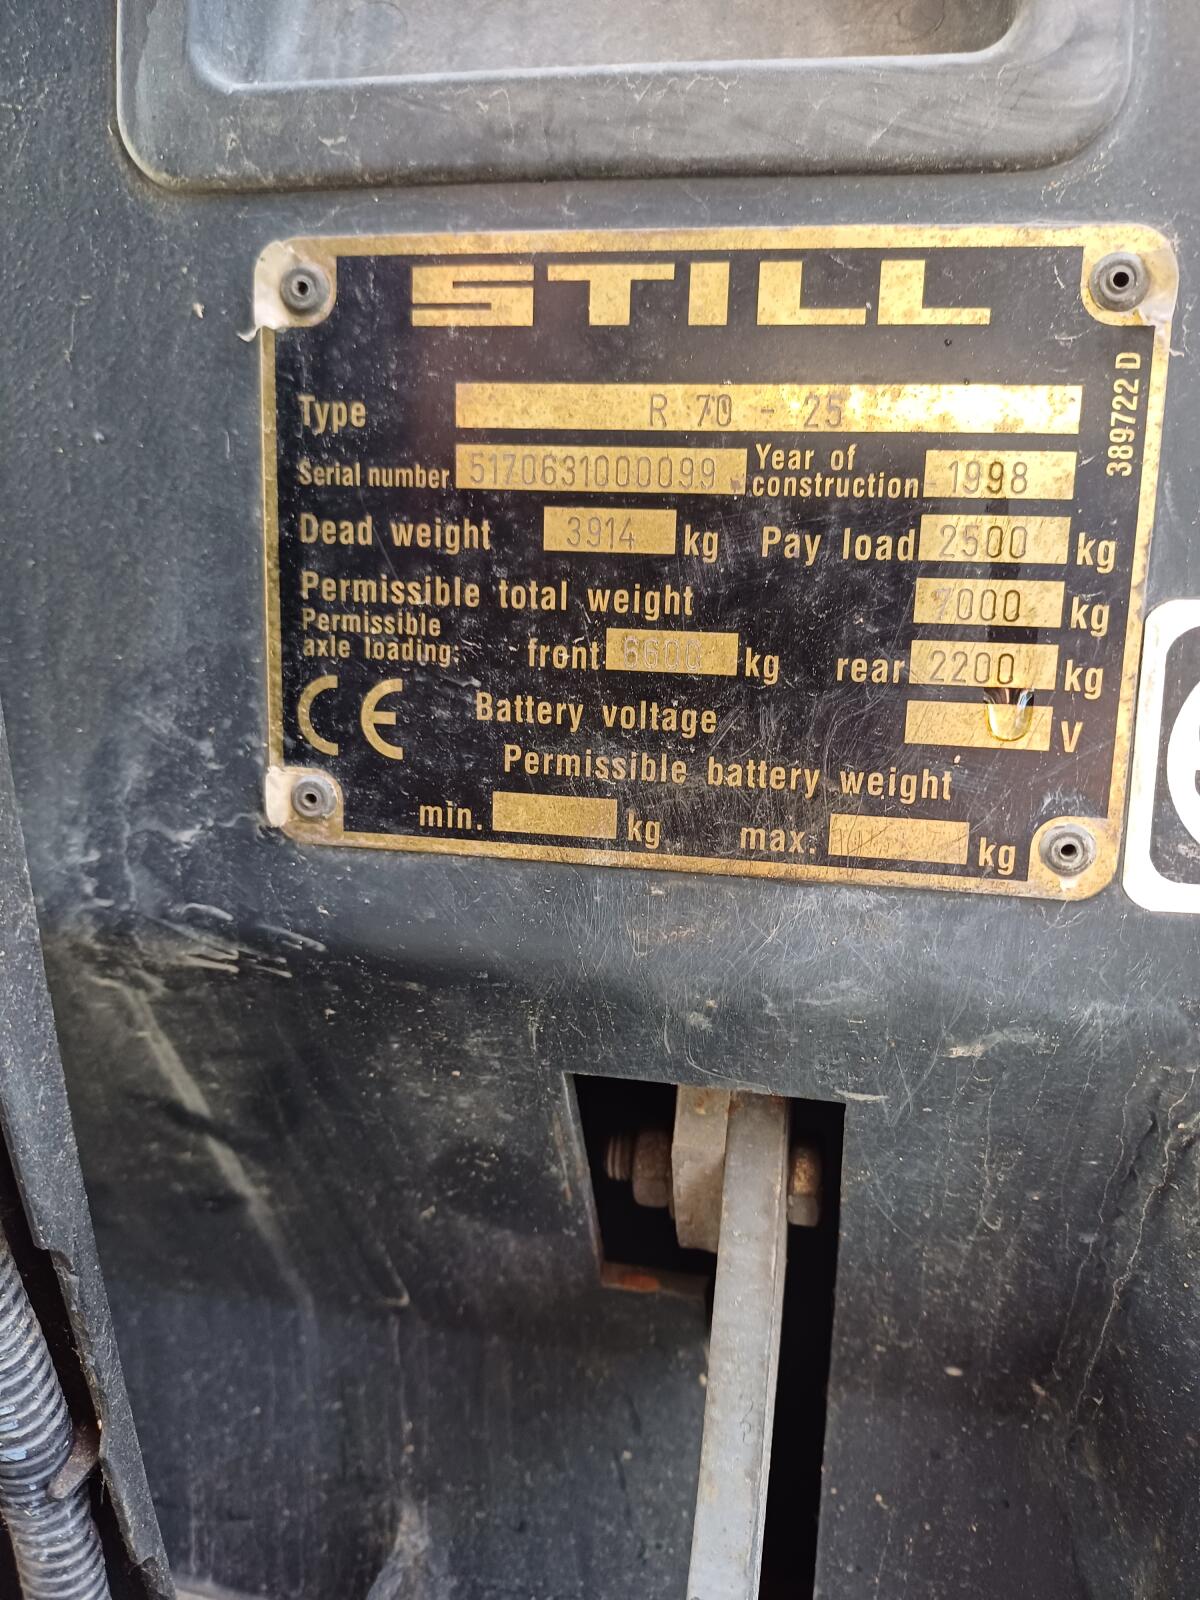 STILL
Type R 70 - 25
Serial number 517063100099 Year of construction 1998
Dead weight 3914 kg Pay load 2500 kg
Permissible total weight 7000 kg
Permissible axle loading: front 6600 kg rear 2200 kg
CE Battery voltage V
Permissible battery weight
min. kg max. kg
389722 D